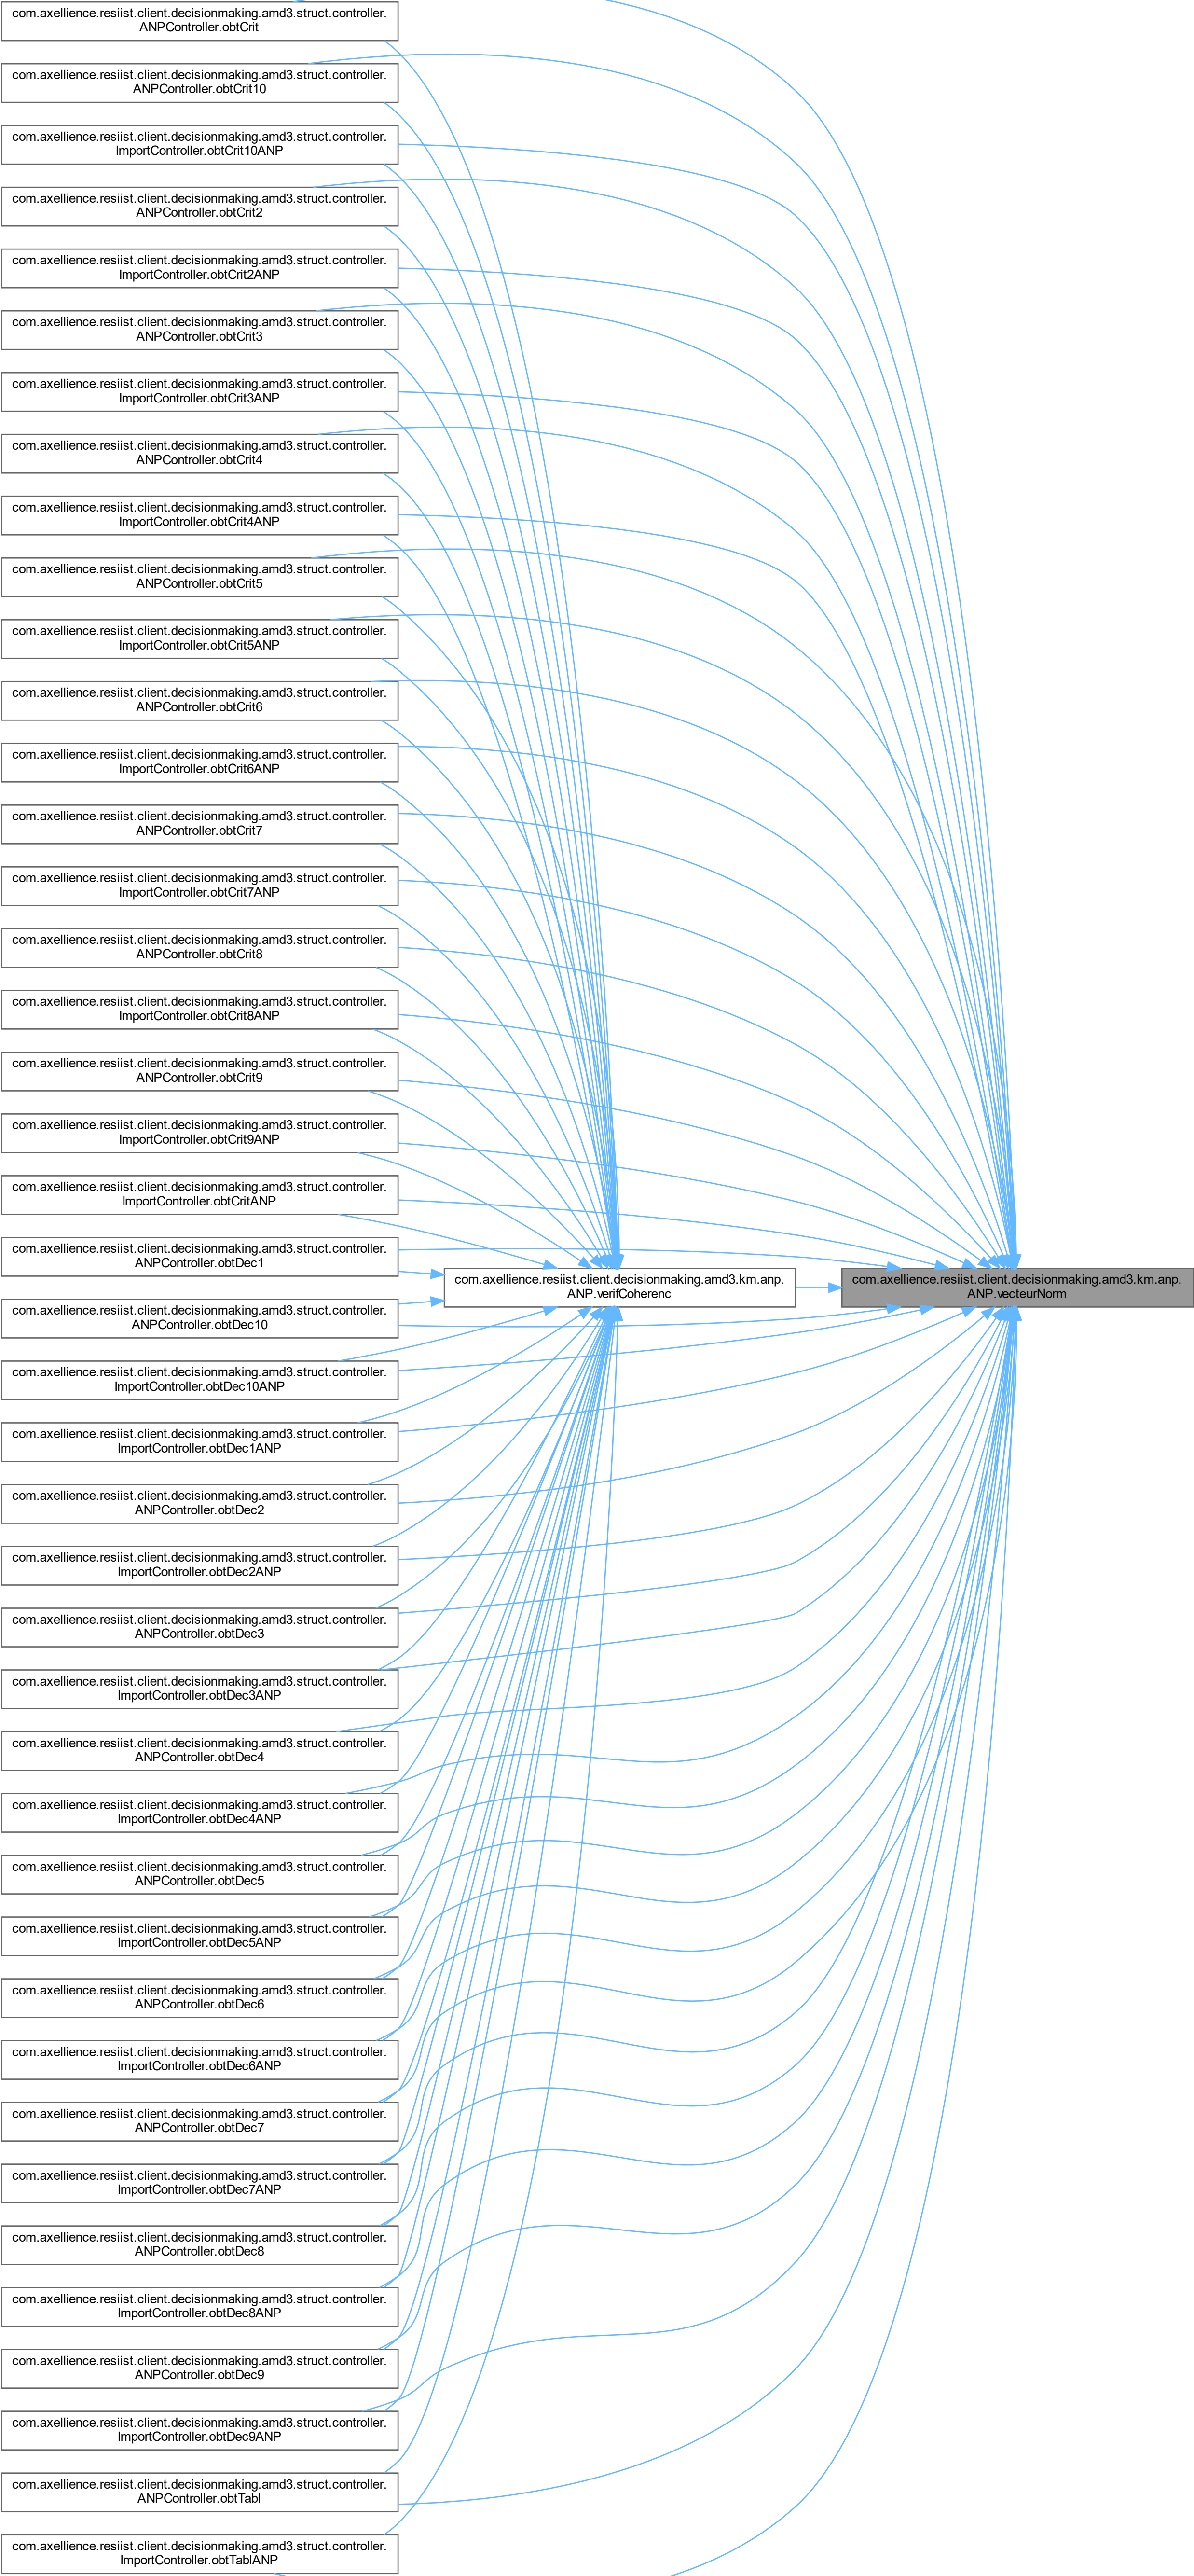 com.axellience.resiist.client.decisionmaking.amd3.struct.controller.
ANPController.obtCrit
com.axellience.resiist.client.decisionmaking.amd3.struct.controller.
ANPController.obtCrit10
com.axellience.resiist.client.decisionmaking.amd3.struct.controller.
ImportController.obtCrit10ANP
com.axellience.resiist.client.decisionmaking.amd3.struct.controller.
ANPController.obtCrit2
com.axellience.resiist.client.decisionmaking.amd3.struct.controller.
ImportController.obtCrit2ANP
com.axellience.resiist.client.decisionmaking.amd3.struct.controller.
ANPController.obtCrit3
com.axellience.resiist.client.decisionmaking.amd3.struct.controller.
ImportController.obtCrit3ANP
com.axellience.resiist.client.decisionmaking.amd3.struct.controller.
ANPController.obtCrit4
com.axellience.resiist.client.decisionmaking.amd3.struct.controller.
ImportController.obtCrit4ANP
com.axellience.resiist.client.decisionmaking.amd3.struct.controller.
ANPController.obtCrit5
com.axellience.resiist.client.decisionmaking.amd3.struct.controller.
ImportController.obtCrit5ANP
com.axellience.resiist.client.decisionmaking.amd3.struct.controller.
ANPController.obtCrit6
com.axellience.resiist.client.decisionmaking.amd3.struct.controller.
ImportController.obtCrit6ANP
com.axellience.resiist.client.decisionmaking.amd3.struct.controller.
ANPController.obtCrit7
com.axellience.resiist.client.decisionmaking.amd3.struct.controller.
ImportController.obtCrit7ANP
com.axellience.resiist.client.decisionmaking.amd3.struct.controller.
ANPController.obtCrit8
com.axellience.resiist.client.decisionmaking.amd3.struct.controller.
ImportController.obtCrit8ANP
com.axellience.resiist.client.decisionmaking.amd3.struct.controller.
ANPController.obtCrit9
com.axellience.resiist.client.decisionmaking.amd3.struct.controller.
ImportController.obtCrit9ANP
com.axellience.resiist.client.decisionmaking.amd3.struct.controller.
ImportController.obtCritANP
com.axellience.resiist.client.decisionmaking.amd3.struct.controller.
ANPController.obtDec1
com.axellience.resiist.client.decisionmaking.amd3.km.anp.
ANP.verifCoherenc
com.axellience.resiist.client.decisionmaking.amd3.km.anp.
ANP.vecteurNorm
com.axellience.resiist.client.decisionmaking.amd3.struct.controller.
ANPController.obtDec10
com.axellience.resiist.client.decisionmaking.amd3.struct.controller.
ImportController.obtDec10ANP
com.axellience.resiist.client.decisionmaking.amd3.struct.controller.
ImportController.obtDec1ANP
com.axellience.resiist.client.decisionmaking.amd3.struct.controller.
ANPController.obtDec2
com.axellience.resiist.client.decisionmaking.amd3.struct.controller.
ImportController.obtDec2ANP
com.axellience.resiist.client.decisionmaking.amd3.struct.controller.
ANPController.obtDec3
com.axellience.resiist.client.decisionmaking.amd3.struct.controller.
ImportController.obtDec3ANP
com.axellience.resiist.client.decisionmaking.amd3.struct.controller.
ANPController.obtDec4
com.axellience.resiist.client.decisionmaking.amd3.struct.controller.
ImportController.obtDec4ANP
com.axellience.resiist.client.decisionmaking.amd3.struct.controller.
ANPController.obtDec5
com.axellience.resiist.client.decisionmaking.amd3.struct.controller.
ImportController.obtDec5ANP
com.axellience.resiist.client.decisionmaking.amd3.struct.controller.
ANPController.obtDec6
com.axellience.resiist.client.decisionmaking.amd3.struct.controller.
ImportController.obtDec6ANP
com.axellience.resiist.client.decisionmaking.amd3.struct.controller.
ANPController.obtDec7
com.axellience.resiist.client.decisionmaking.amd3.struct.controller.
ImportController.obtDec7ANP
com.axellience.resiist.client.decisionmaking.amd3.struct.controller.
ANPController.obtDec8
com.axellience.resiist.client.decisionmaking.amd3.struct.controller.
ImportController.obtDec8ANP
com.axellience.resiist.client.decisionmaking.amd3.struct.controller.
ANPController.obtDec9
com.axellience.resiist.client.decisionmaking.amd3.struct.controller.
ImportController.obtDec9ANP
com.axellience.resiist.client.decisionmaking.amd3.struct.controller.
ANPController.obtTabl
com.axellience.resiist.client.decisionmaking.amd3.struct.controller.
ImportController.obtTablANP